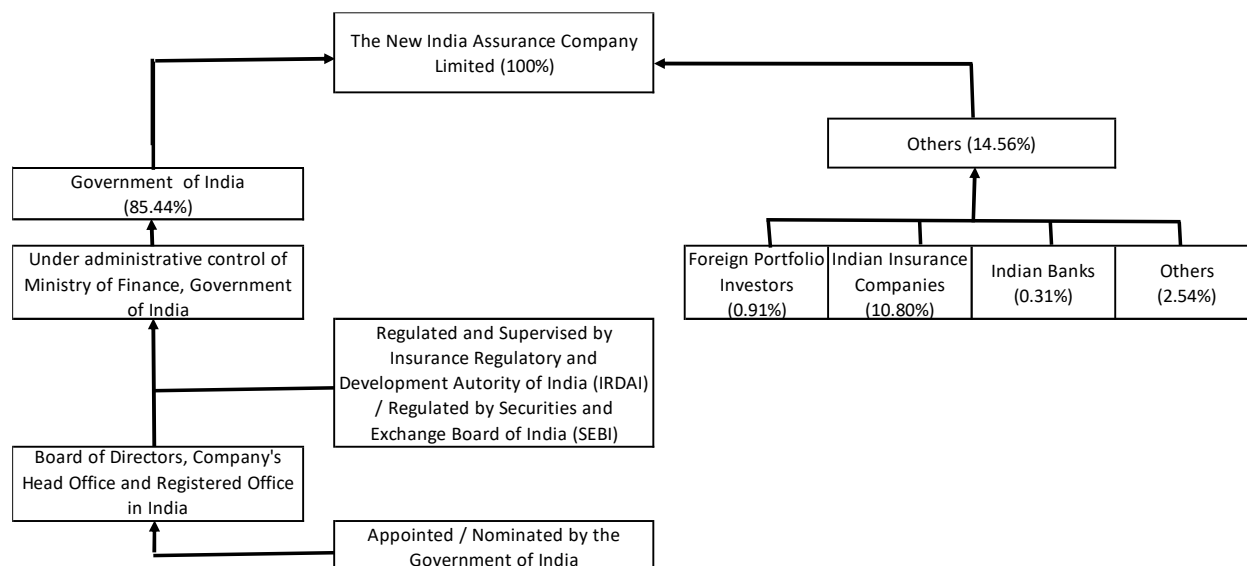 The New India Assurance Company
Limited (100%)
Others (14.56%)
Government of India
(85.44%)
Under administrative control of
Ministry of Finance, Government
of India
Foreign Portfolio
Investors
(0.91%)
Indian Insurance
Companies
(10.80%)
Indian Banks
(0.31%)
Others
(2.54%)
Regulated and Supervised by
Insurance Regulatory and
Development Autority of India (IRDAI)
/ Regulated by Securities and
Exchange Board of India (SEBI)
Board of Directors, Company's
Head Office and Registered Office
in India
Appointed / Nominated by the
Government of India